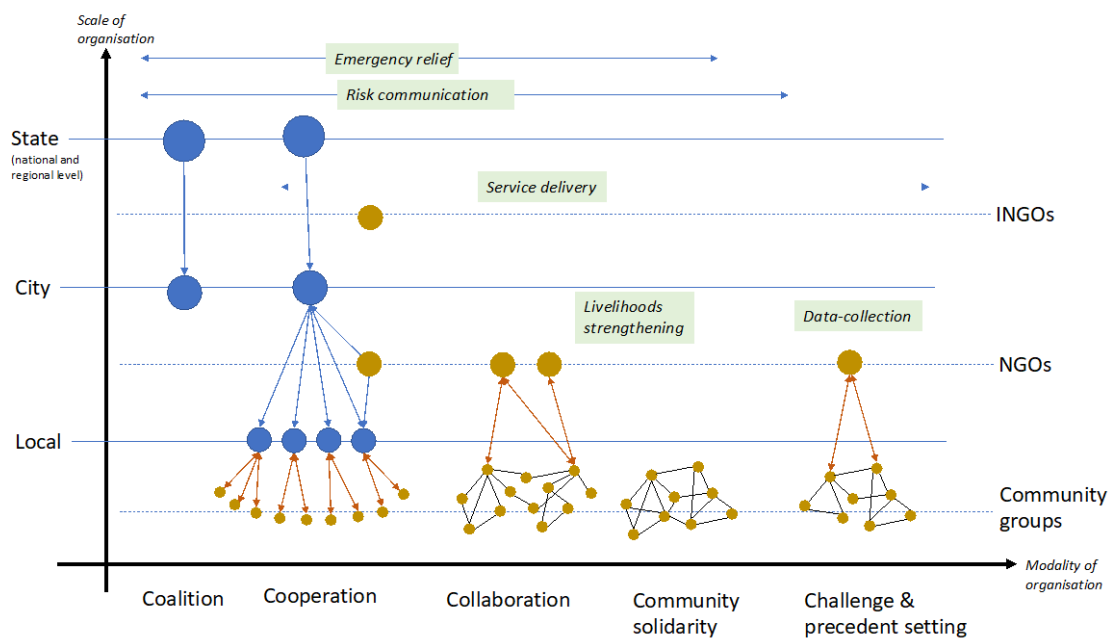 Scale of
organisation
Emergency relief
Risk communication
State
(national and
regional level)
Service delivery
INGOs
City
Livelihoods
strengthening
Data-collection
NGOs
Local
Community
groups
Modality of
organisation
Coalition
Cooperation
Collaboration
Community
solidarity
Challenge &
precedent setting